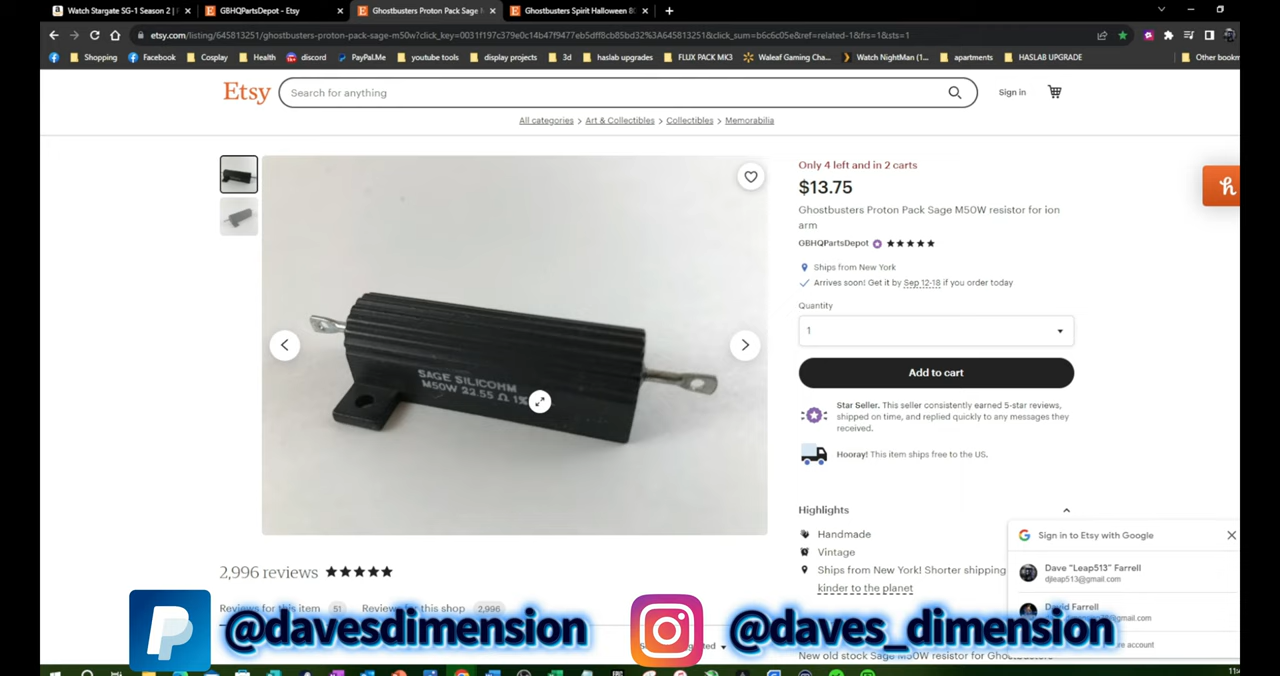 Watch Stargate SG-1 Season 2 |
GBHQPartsDepot - Etsy
Ghostbusters Proton Pack Sage M
Ghostbusters Spirit Halloween 8
etsy.com/listing/645813251/ghostbusters-proton-pack-sage-m50w?click_key=0031f197c379e0c14b47f9477eb5dff8cb85bd32%3A645813251&click_sum=b6c6c05e&ref=related-1&frs=1&sts=1
Shopping Facebook Cosplay Health discord PayPal.Me youtube tools display projects 3d haslab upgrades FLUX PACK MK3 Waleaf Gaming Cha... Watch NightMan (1... apartments HASLAB UPGRADE Other bookm
Etsy
Search for anything
Sign in
All categories > Art & Collectibles > Collectibles > Memorabilia
SAGE SILICOHM
M50W 22.55 Ω 1%
Only 4 left and in 2 carts
$13.75
Ghostbusters Proton Pack Sage M50W resistor for ion
arm
GBHQPartsDepot
Ships from New York
Arrives soon! Get it by Sep 12-18 if you order today
Quantity
1
Add to cart
Star Seller. This seller consistently earned 5-star reviews,
shipped on time, and replied quickly to any messages they
received.
Hooray! This item ships free to the US.
Highlights
Handmade
Vintage
Ships from New York! Shorter shipping
kinder to the planet
Sign in to Etsy with Google
Dave "Leap513" Farrell
djleap513@gmail.com
David Farrell
@gmail.com
account
2,996 reviews
Reviews for this item 51
Reviews for this shop 2,996
@davesdimension
@daves_dimension
New old stock Sage M50W resistor for Ghostbusters